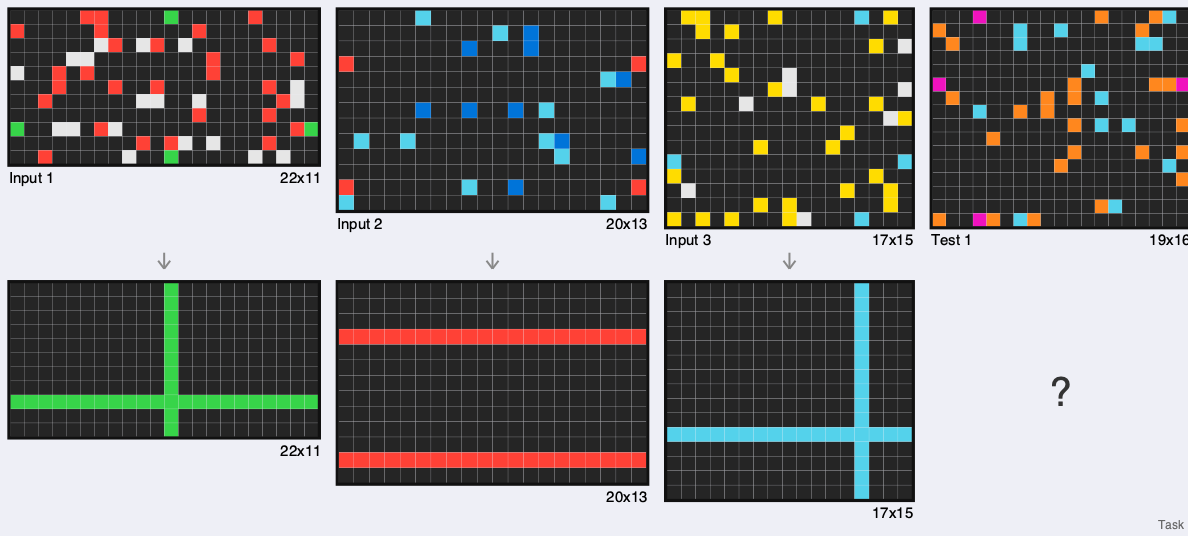 Input 1 22x11
Input 2 20x13
Input 3 17x15
Test 1 19x16
22x11
20x13
17x15
?
Task